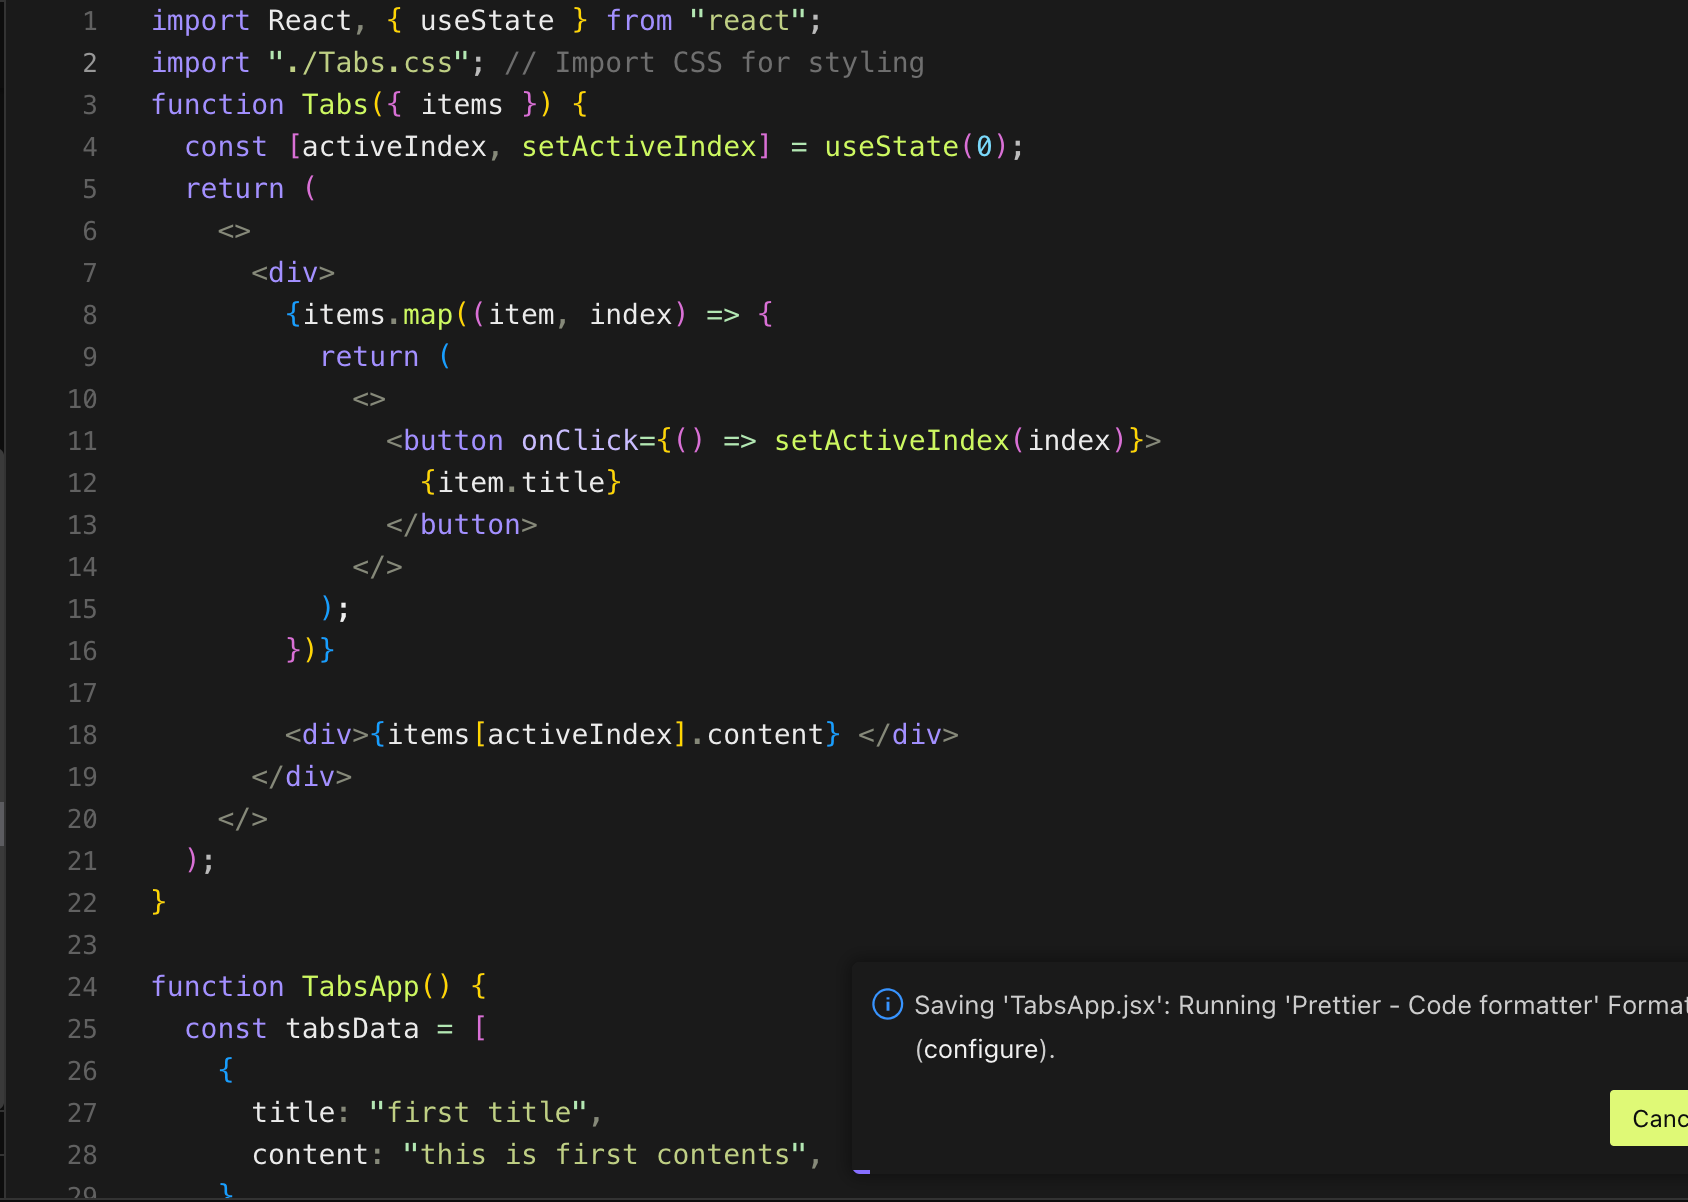 1 import React, { useState } from "react";
2 import "./Tabs.css"; // Import CSS for styling
3 function Tabs({ items }) {
4   const [activeIndex, setActiveIndex] = useState(0);
5   return (
6     <>
7       <div>
8         {items.map((item, index) => {
9           return (
10             <>
11               <button onClick={() => setActiveIndex(index)}>
12                 {item.title}
13               </button>
14             </>
15           );
16         })}
17
18         <div>{items[activeIndex].content} </div>
19       </div>
20     </>
21   );
22 }
23
24 function TabsApp() {
25   const tabsData = [
26     {
27       title: "first title",
28       content: "this is first contents",
29     }
Saving 'TabsApp.jsx': Running 'Prettier - Code formatter' Format
(configure).
Canc